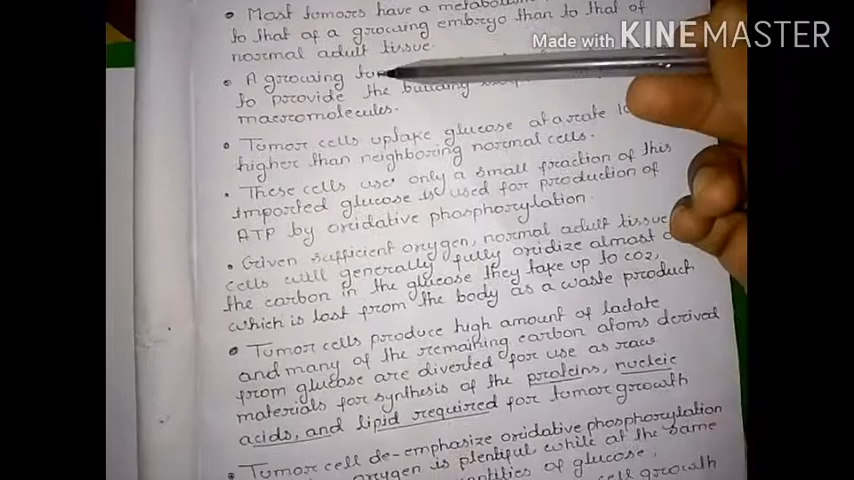 • Most tumors have a
to that of a growing embryo than to that of
normal adult tissue.
Made with KINEMASTER
• A growing
to provide the building
macromolecules.
• Tumor cells uptake glucose at a rate
higher than neighboring normal cells.
• These cells use only a small fraction of this
imported glucose is used for production of
ATP by oxidative phosphorylation.
• Given sufficient oxygen, normal adult tissue
cells will generally fully oxidize almost
the carbon in the glucose they take up to CO2,
which is lost from the body as a waste product
• Tumor cells produce high amount of lactate
and many of the remaining carbon atoms derived
from glucose are diverted for use as raw
materials for synthesis of the proteins, nucleic
acids, and lipid required for tumor growth
• Tumor cell de-emphasize oxidative phosphorylation
oxygen is plentiful while at the same
of glucose.
cell growth